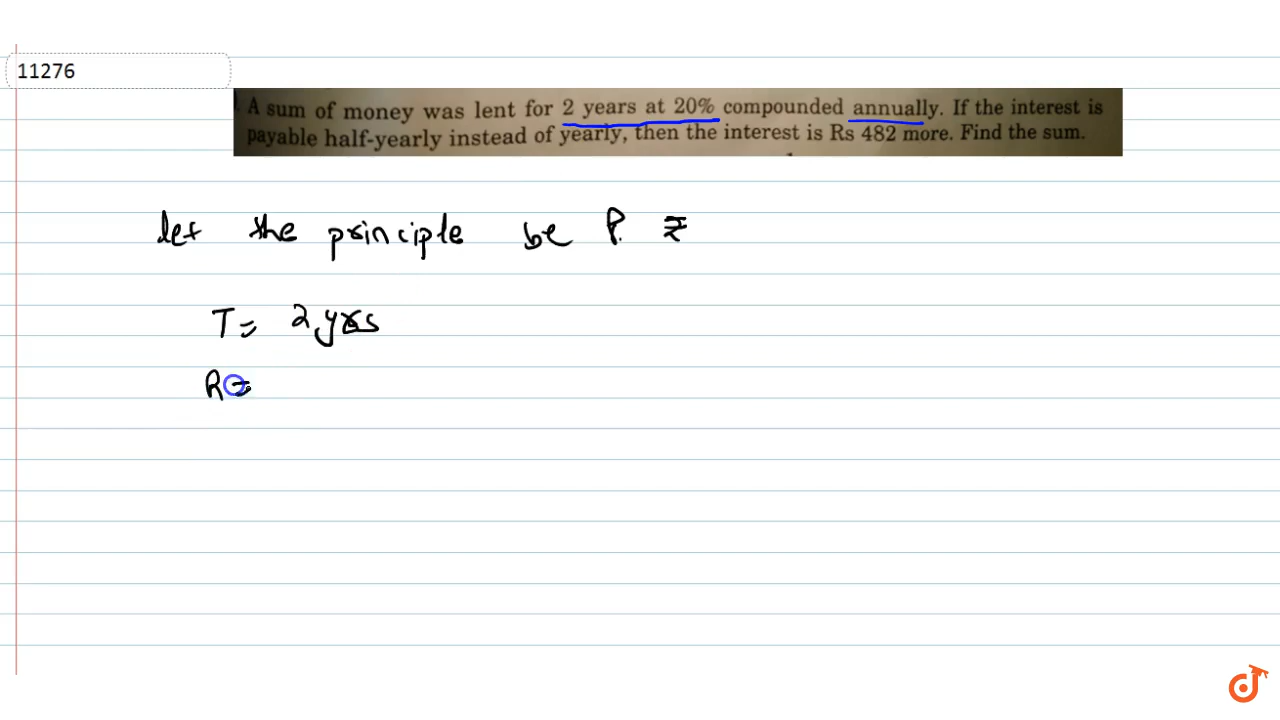 11276
A sum of money was lent for 2 years at 20% compounded annually. If the interest is
payable half-yearly instead of yearly, then the interest is Rs 482 more. Find the sum.
let the principle be P. ₹
T = 2 yrs
R =